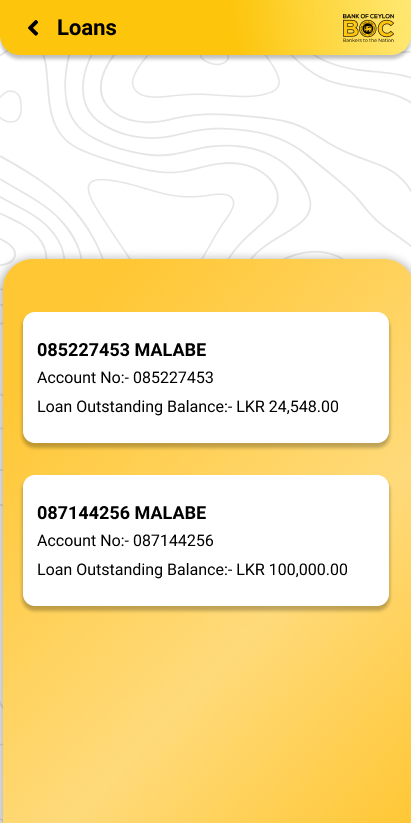 Loans
BANK OF CEYLON
BOC
Bankers to the Nation
085227453 MALABE
Account No:- 085227453
Loan Outstanding Balance:- LKR 24,548.00
087144256 MALABE
Account No:- 087144256
Loan Outstanding Balance:- LKR 100,000.00